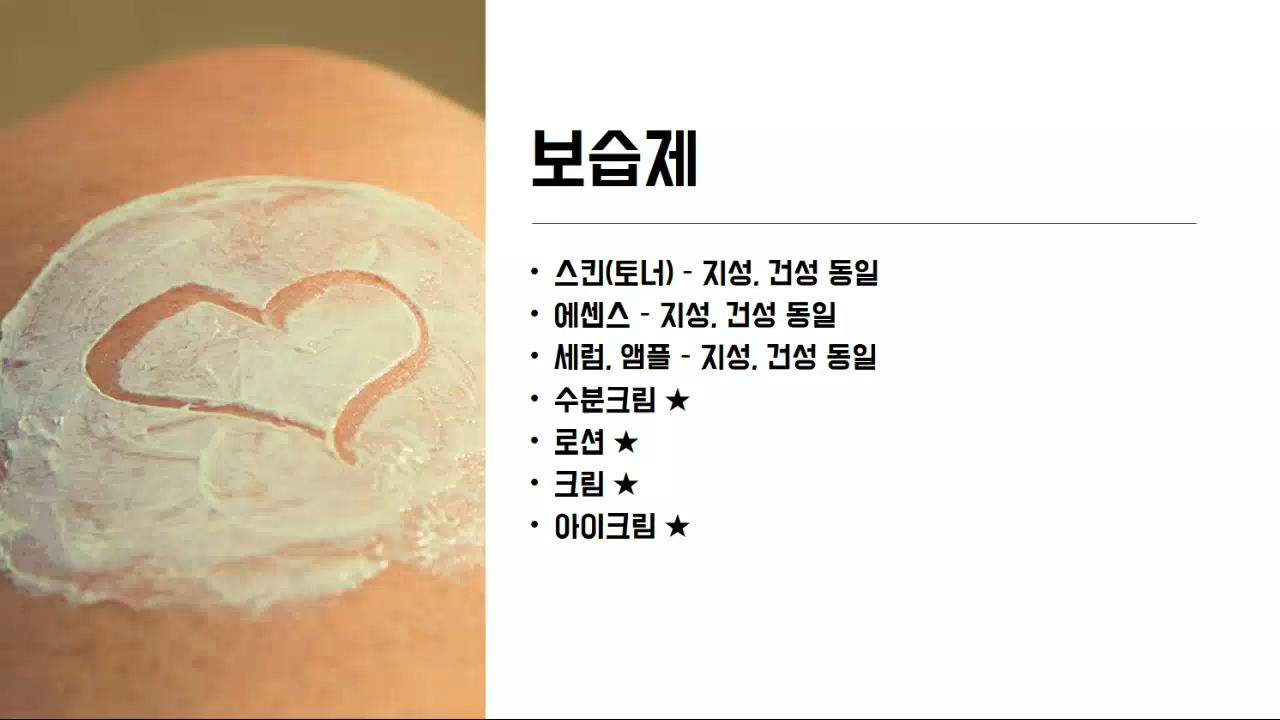 보습제
• 스킨(토너) - 지성, 건성 동일
• 에센스 - 지성, 건성 동일
• 세럼, 앰플 - 지성, 건성 동일
• 수분크림 ★
• 로션 ★
• 크림 ★
• 아이크림 ★